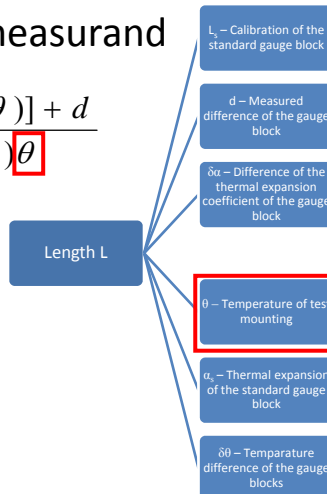 measurand
θ )] + d
)θ
Length L
Lₛ – Calibration of the
standard gauge block
d – Measured
difference of the gauge
block
δα – Difference of the
thermal expansion
coefficient of the gauge
block
θ – Temperature of test
mounting
αₛ – Thermal expansion
of the standard gauge
block
δθ – Temparature
difference of the gauge
blocks